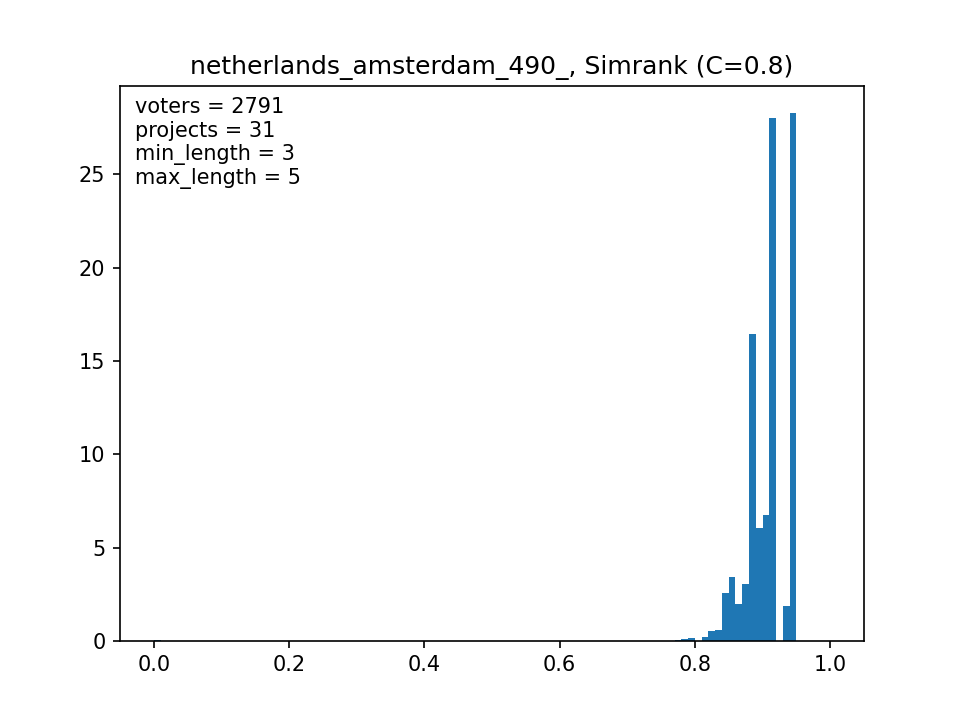 netherlands_amsterdam_490_, Simrank (C=0.8)
voters = 2791
projects = 31
min_length = 3
max_length = 5
25
20
15
10
5
0
0.0 0.2 0.4 0.6 0.8 1.0